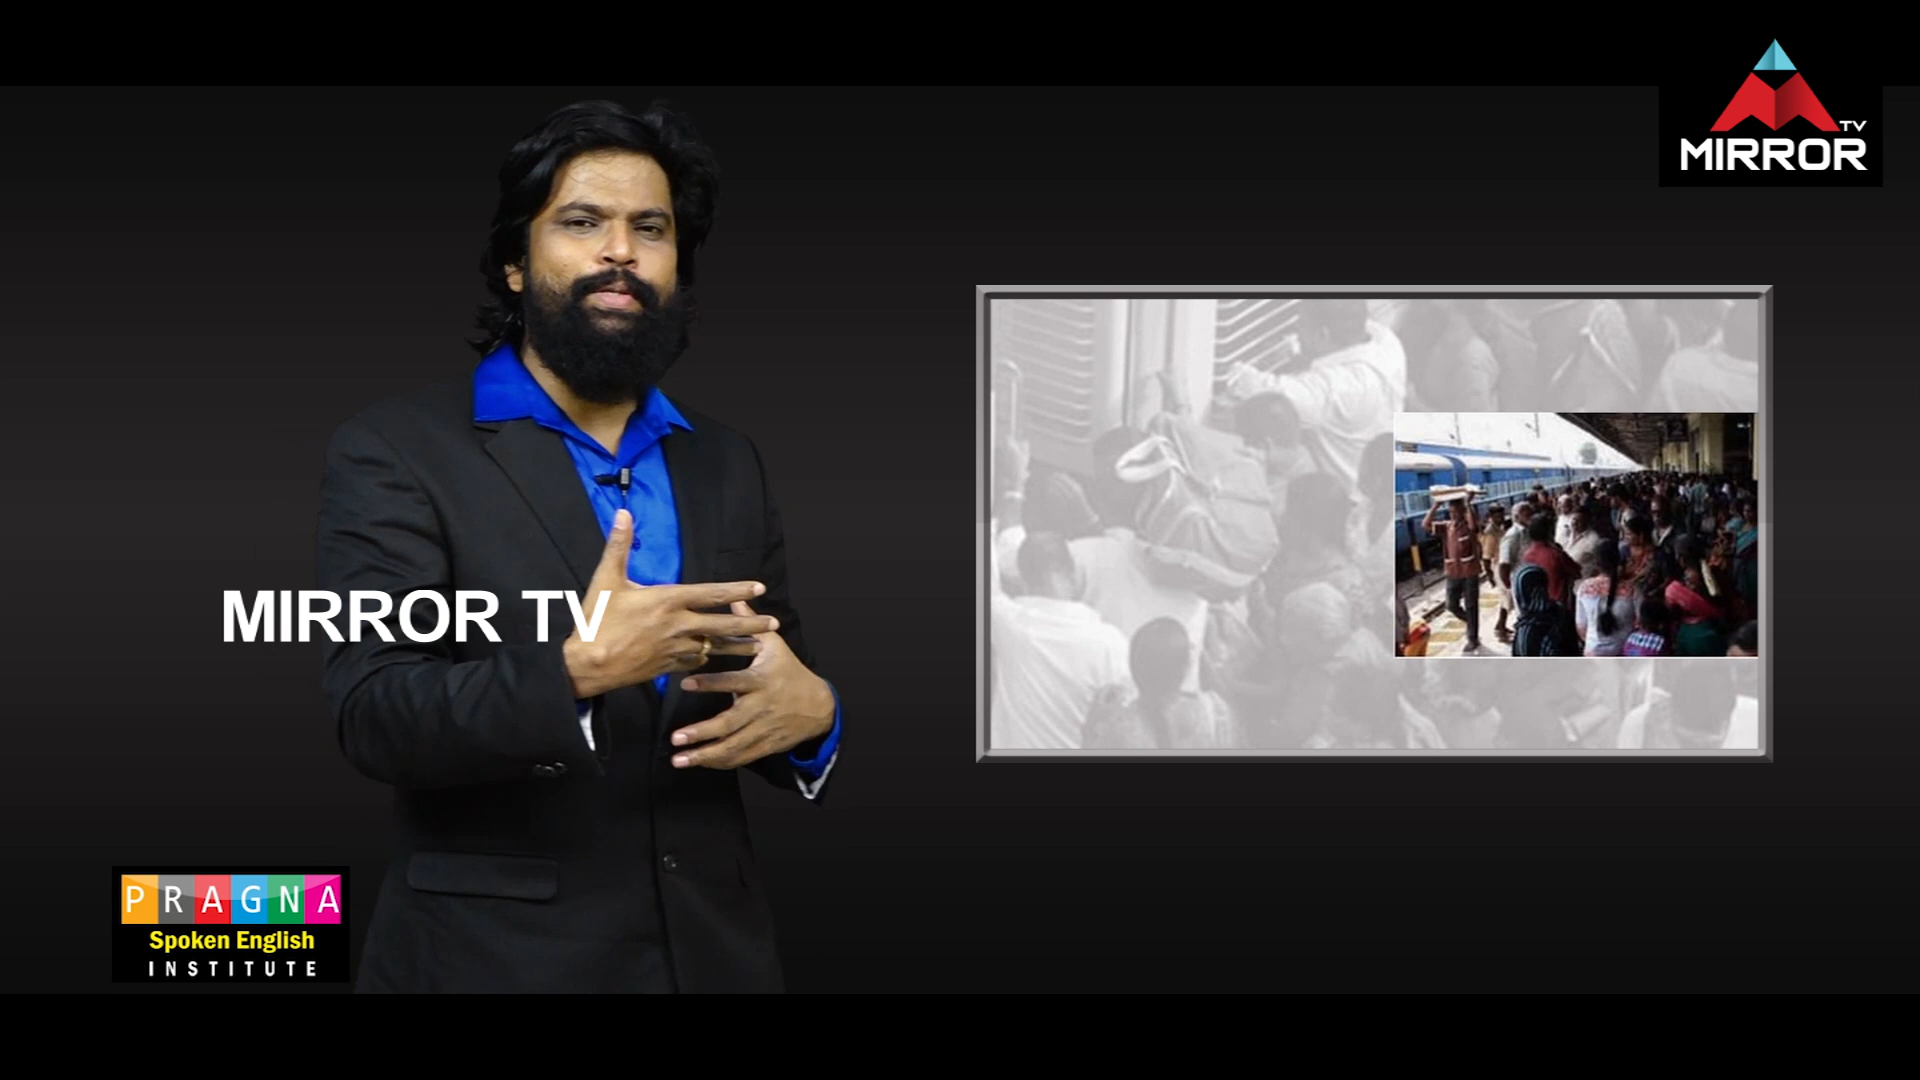 TV
MIRROR
MIRROR TV
PRAGNA
Spoken English
INSTITUTE